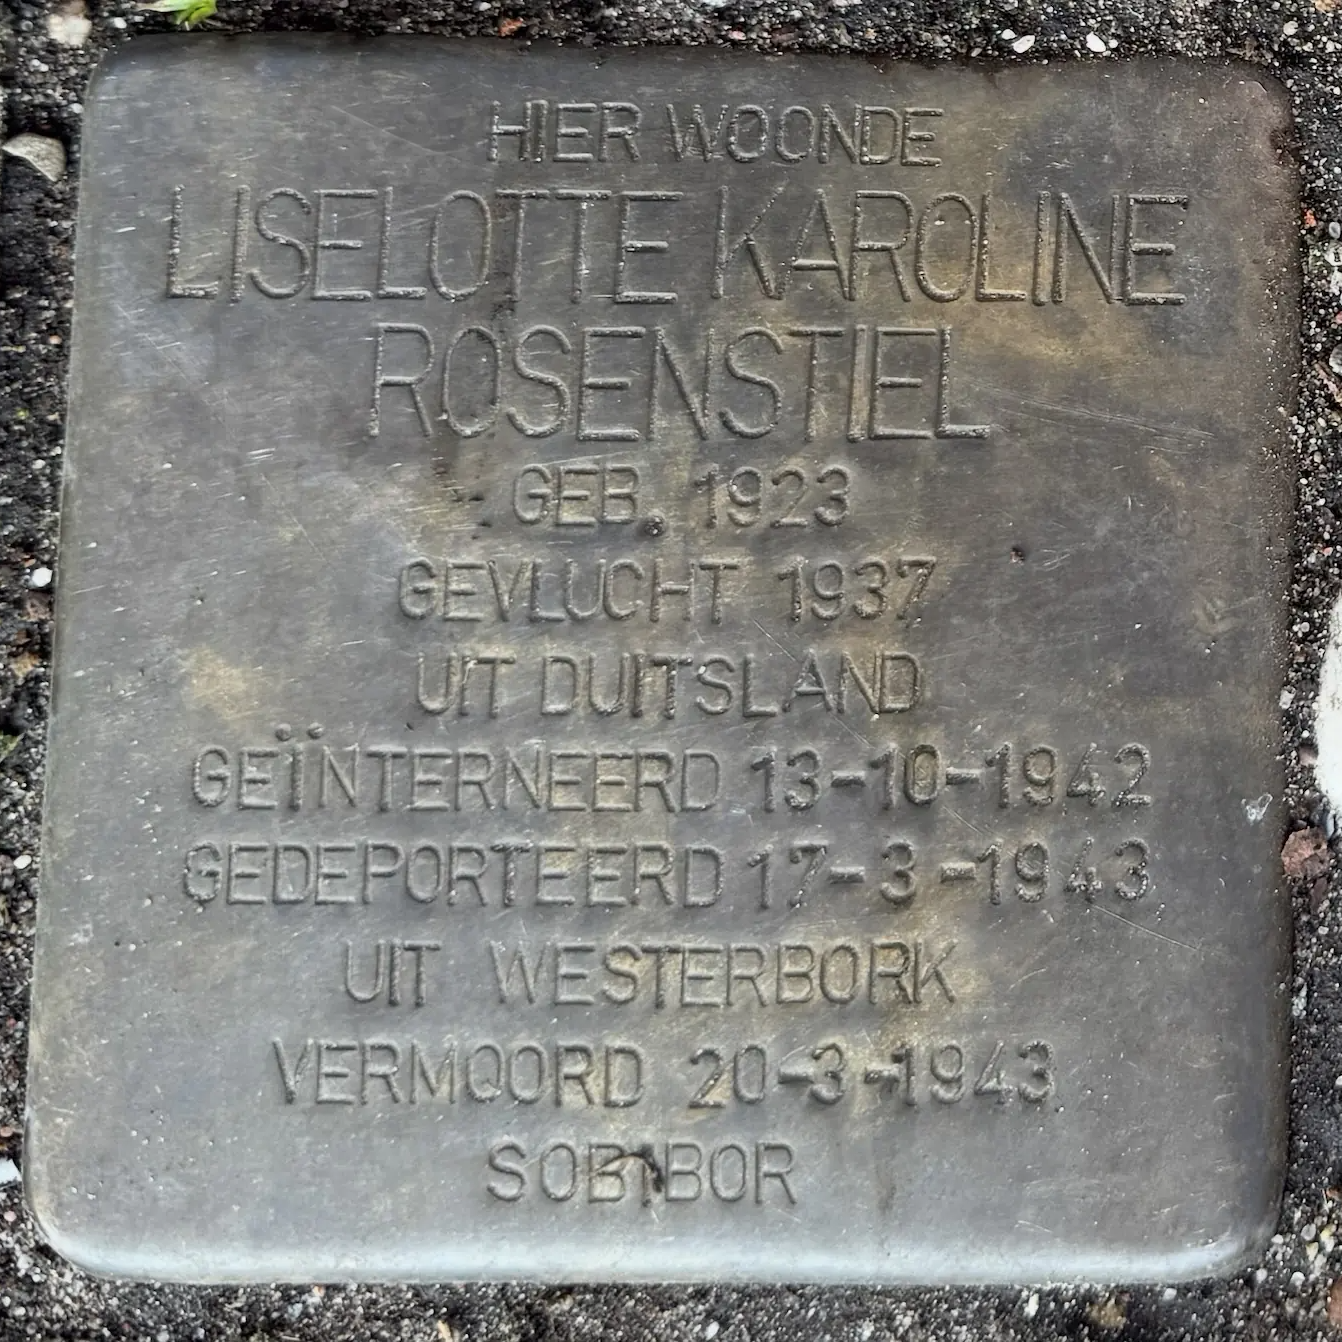 HIER WOONDE
LISELOTTE KAROLINE
ROSENSTIEL
GEB. 1923
GEVLUCHT 1937
UIT DUITSLAND
GEÏNTERNEERD 13-10-1942
GEDEPORTEERD 17-3-1943
UIT WESTERBORK
VERMOORD 20-3-1943
SOBIBOR